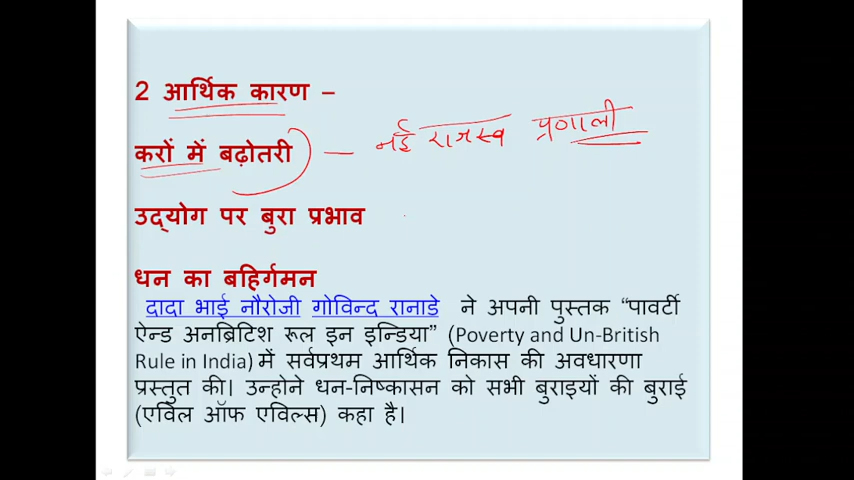 2 आर्थिक कारण –
करों में बढ़ोतरी — नई राजस्व प्रणाली
उद्योग पर बुरा प्रभाव
धन का बहिर्गमन
दादा भाई नौरोजी गोविन्द रानाडे ने अपनी पुस्तक “पावर्टी
ऐन्ड अनब्रिटिश रूल इन इन्डिया” (Poverty and Un-British
Rule in India) में सर्वप्रथम आर्थिक निकास की अवधारणा
प्रस्तुत की। उन्होने धन-निष्कासन को सभी बुराइयों की बुराई
(एविल ऑफ एविल्स) कहा है।